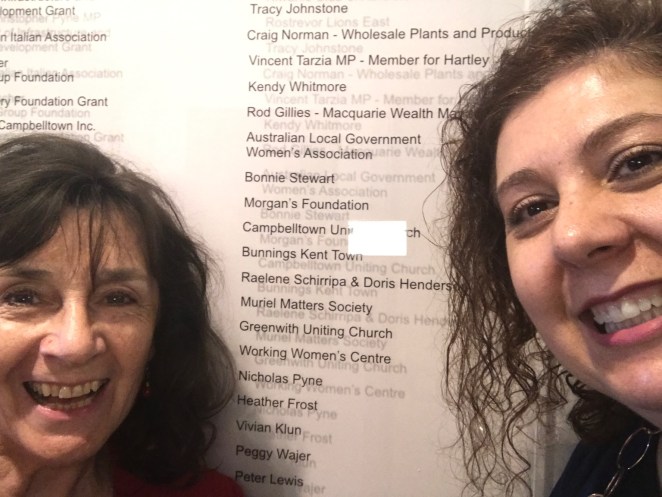 elopment Grant
n Italian Association
er
up Foundation
ry Foundation Grant
Campbelltown Inc.
Tracy Johnstone
Craig Norman - Wholesale Plants and Produc
Vincent Tarzia MP - Member for Hartley
Kendy Whitmore
Rod Gillies - Macquarie Wealth Ma
Australian Local Government
Women's Association
Bonnie Stewart
Morgan's Foundation
Campbelltown Uni urch
Bunnings Kent Town
Raelene Schirripa & Doris Henders
Muriel Matters Society
Greenwith Uniting Church
Working Women's Centre
Nicholas Pyne
Heather Frost
Vivian Klun
Peggy Wajer
Peter Lewis